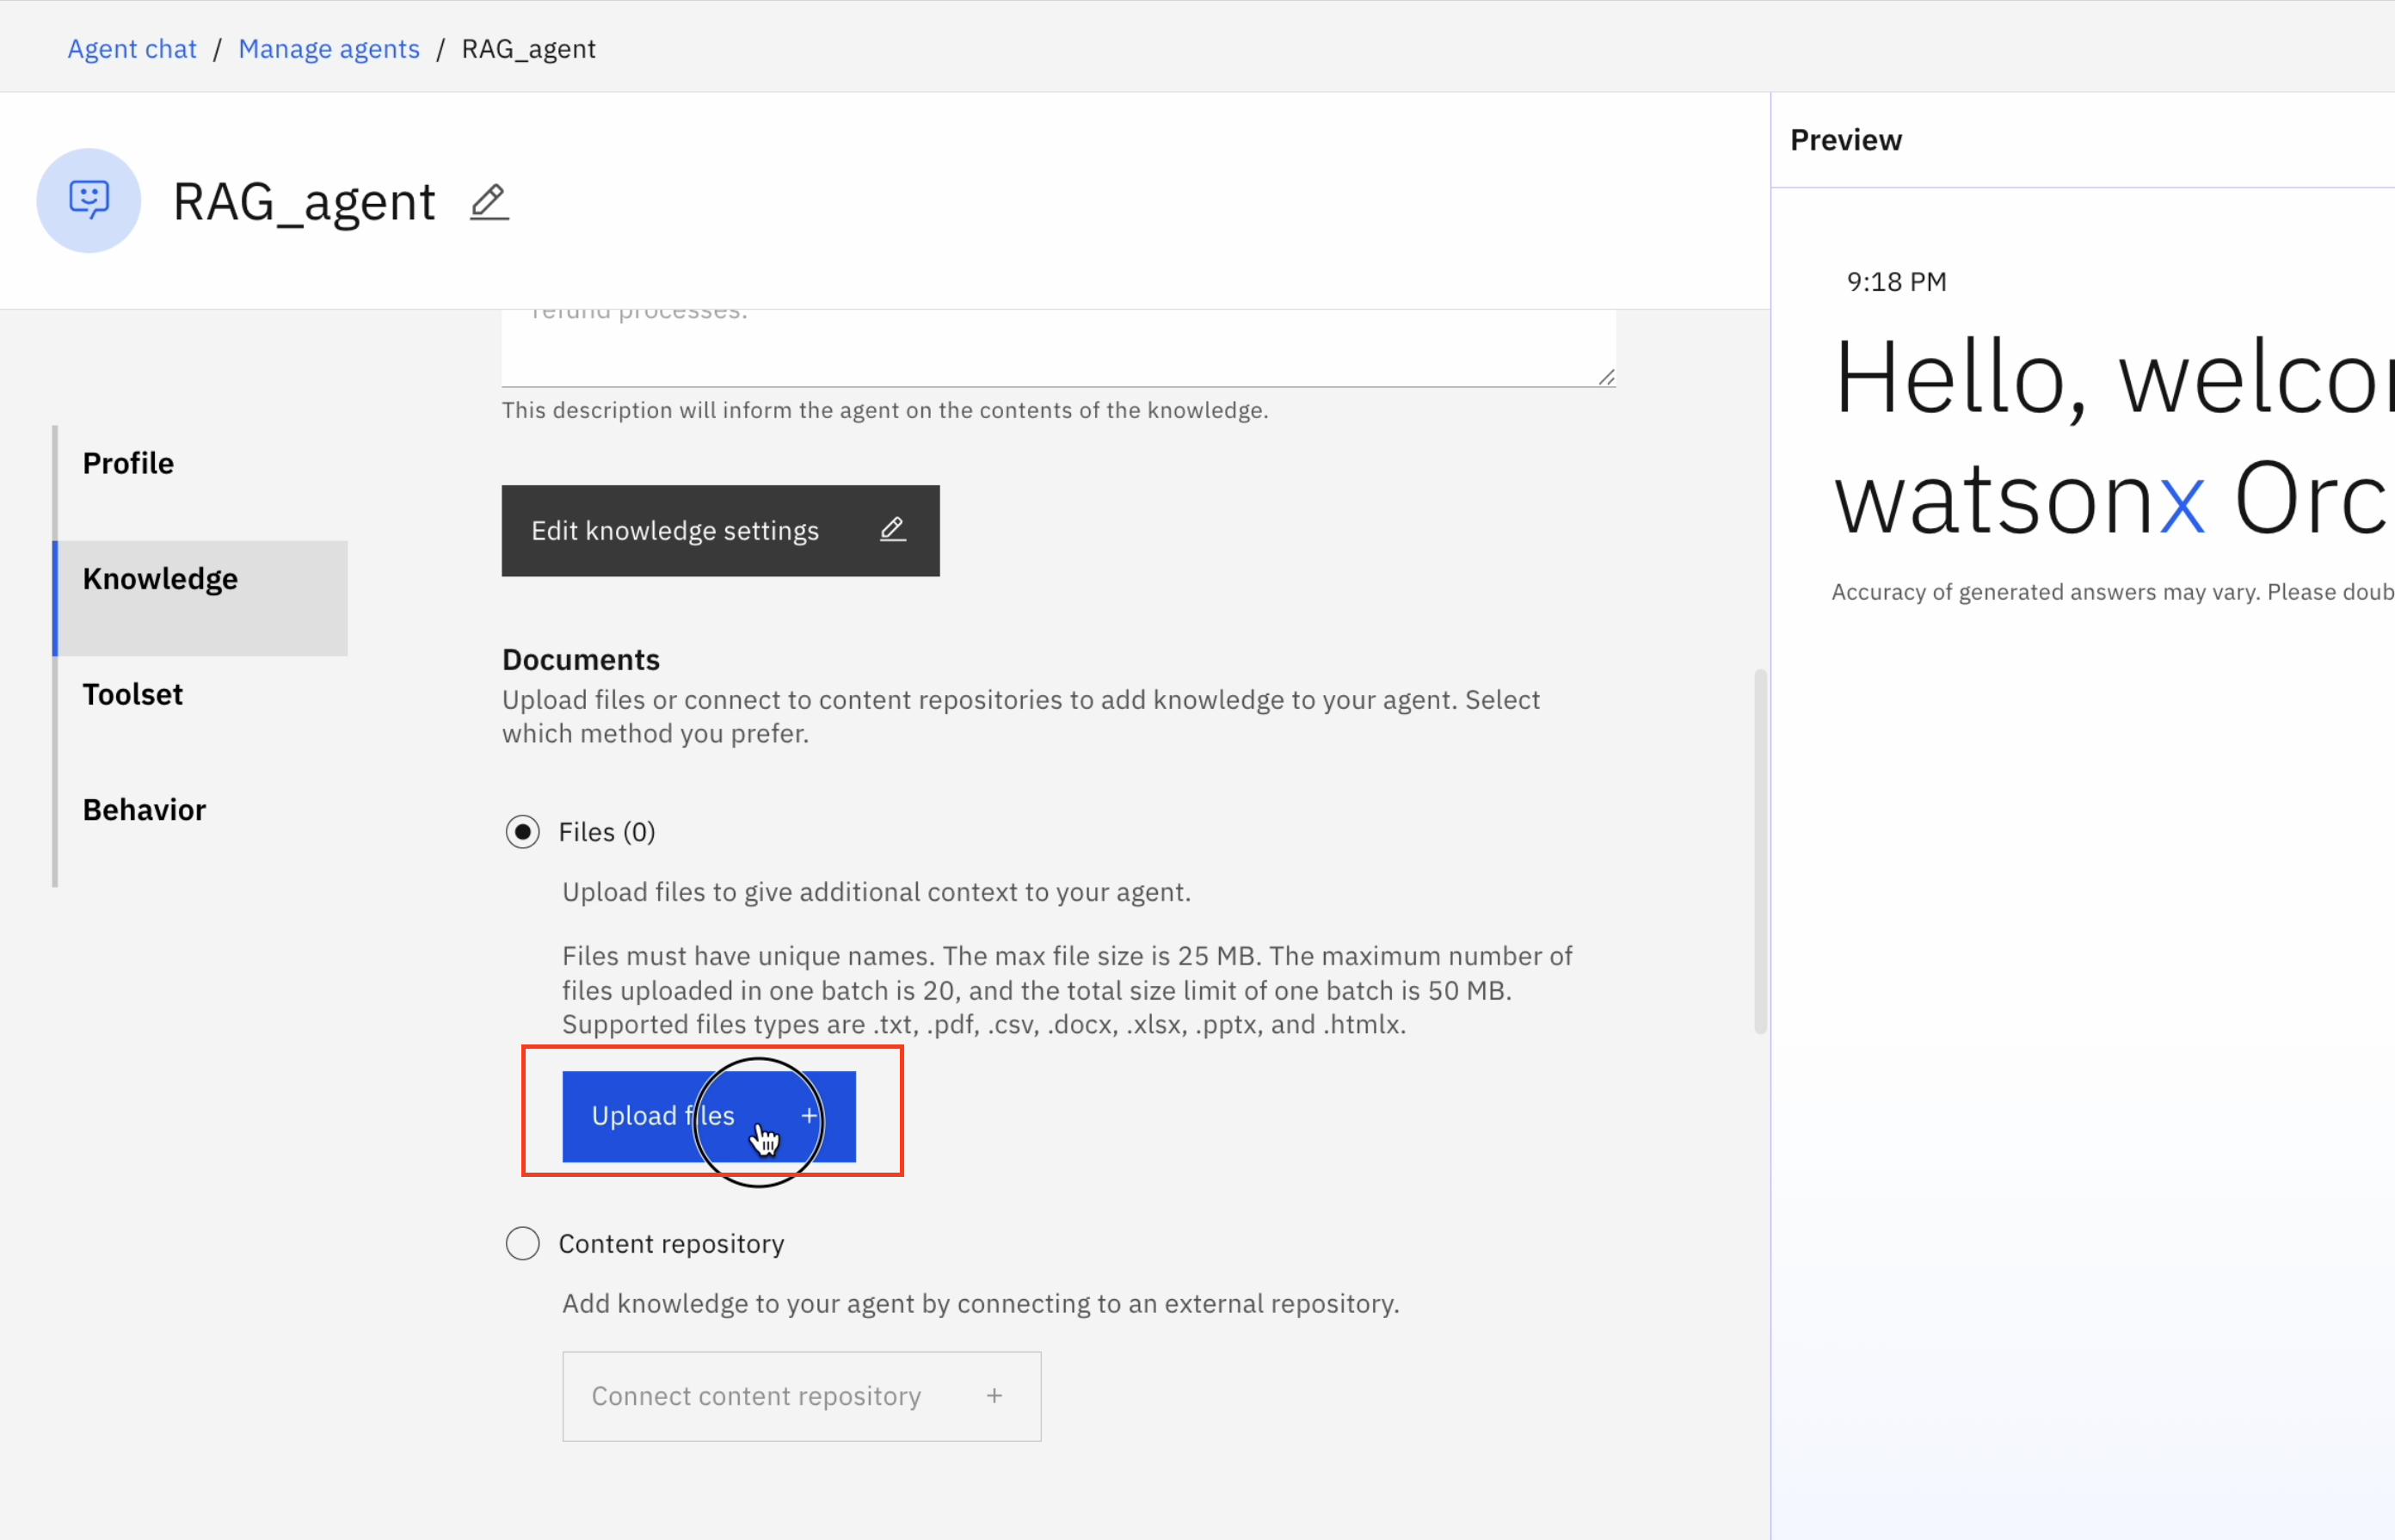 Agent chat / Manage agents / RAG_agent
RAG_agent
Profile
Knowledge
Toolset
Behavior
refund processes.
This description will inform the agent on the contents of the knowledge.
Edit knowledge settings
Documents
Upload files or connect to content repositories to add knowledge to your agent. Select
which method you prefer.
Files (0)
Upload files to give additional context to your agent.
Files must have unique names. The max file size is 25 MB. The maximum number of
files uploaded in one batch is 20, and the total size limit of one batch is 50 MB.
Supported files types are .txt, .pdf, .csv, .docx, .xlsx, .pptx, and .htmlx.
Upload files +
Content repository
Add knowledge to your agent by connecting to an external repository.
Connect content repository +
Preview
9:18 PM
Hello, welcom
watsonx Orc
Accuracy of generated answers may vary. Please doub